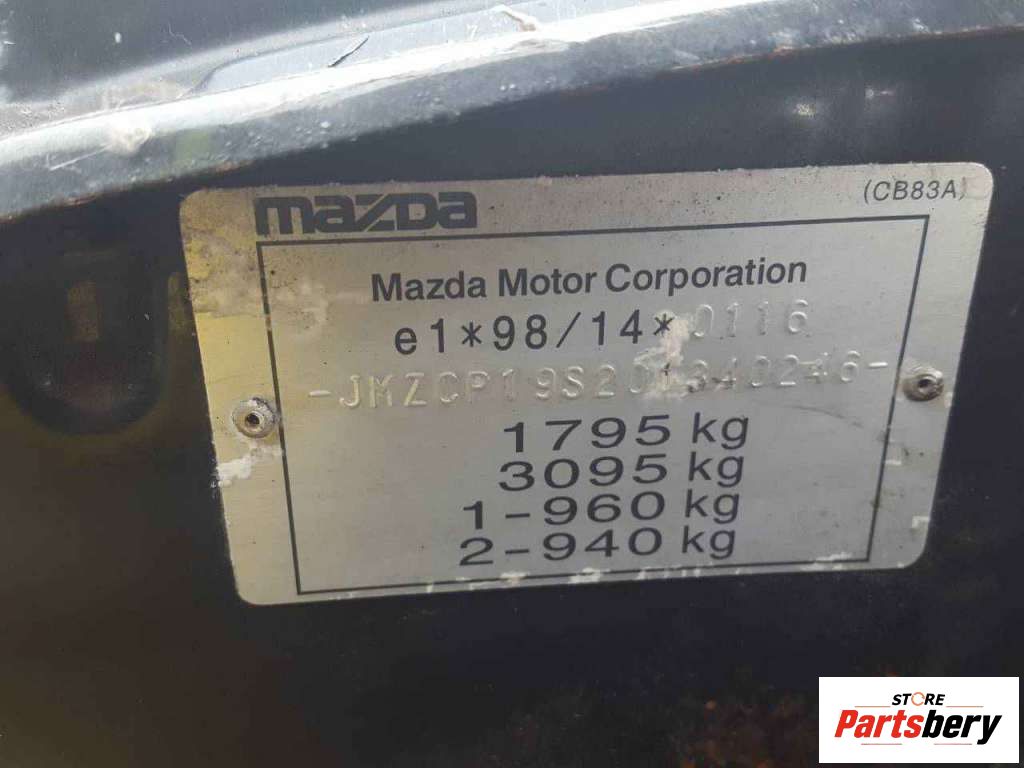 mazda
(CB83A)
Mazda Motor Corporation
e1*98/14*0116
-JMZCP19S201340246-
1795 kg
3095 kg
1-960 kg
2-940 kg
STORE
Partsbery